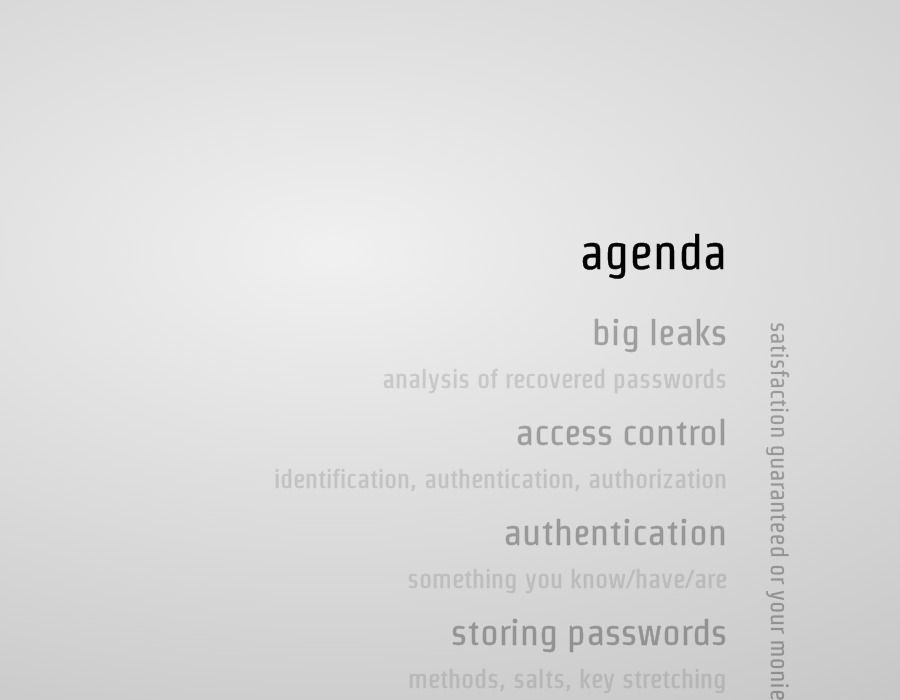 agenda
big leaks
analysis of recovered passwords
access control
identification, authentication, authorization
authentication
something you know/have/are
storing passwords
methods, salts, key stretching
satisfaction guaranteed or your monie